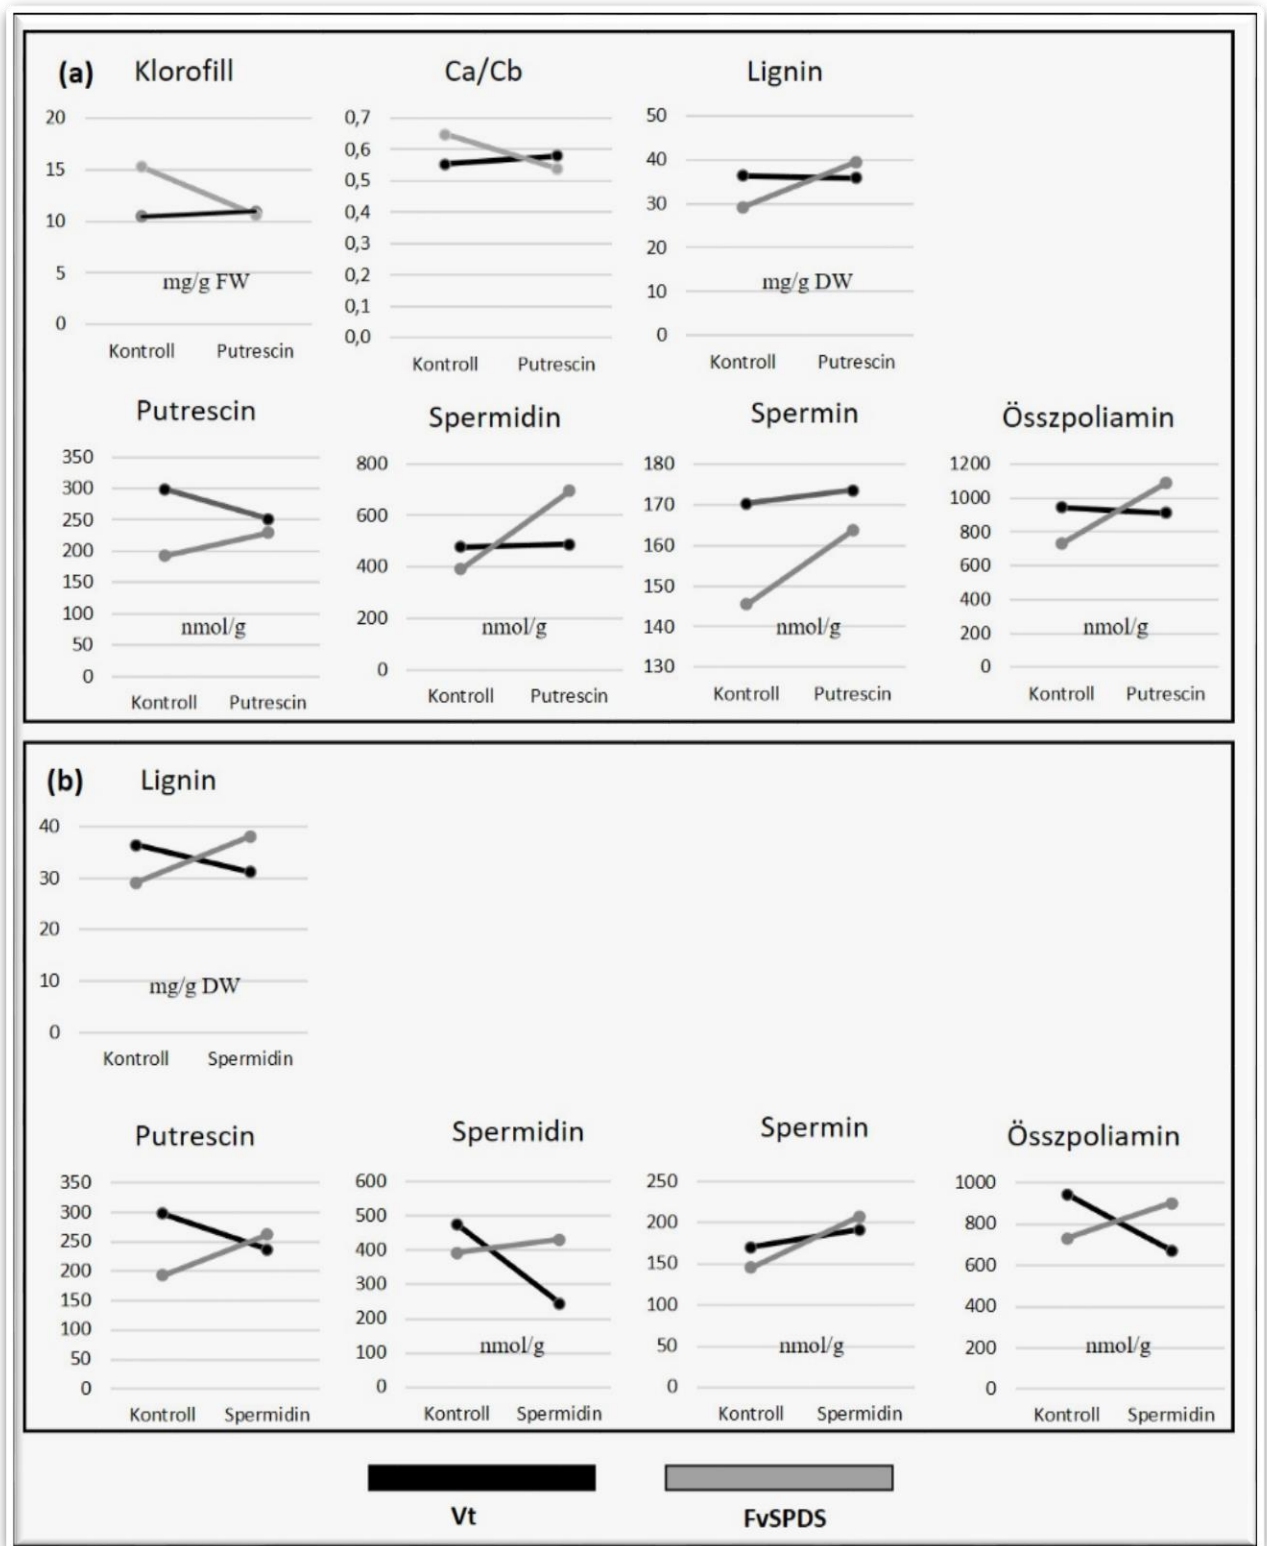 (a) Klorofill
20
15
10
5
0
mg/g FW
Kontroll Putrescin
Ca/Cb
0,7
0,6
0,5
0,4
0,3
0,2
0,1
0,0
Kontroll Putrescin
Lignin
50
40
30
20
10
0
mg/g DW
Kontroll Putrescin
Putrescin
350
300
250
200
150
100
50
0
nmol/g
Kontroll Putrescin
Spermidin
800
600
400
200
0
nmol/g
Kontroll Putrescin
Spermin
180
170
160
150
140
130
nmol/g
Kontroll Putrescin
Összpoliamin
1200
1000
800
600
400
200
0
nmol/g
Kontroll Putrescin
(b) Lignin
40
30
20
10
0
mg/g DW
Kontroll Spermidin
Putrescin
350
300
250
200
150
100
50
0
Kontroll Spermidin
Spermidin
600
500
400
300
200
100
0
nmol/g
Kontroll Spermidin
Spermin
250
200
150
100
50
0
nmol/g
Kontroll Spermidin
Összpoliamin
1000
800
600
400
200
0
nmol/g
Kontroll Spermidin
Vt FvSPDS